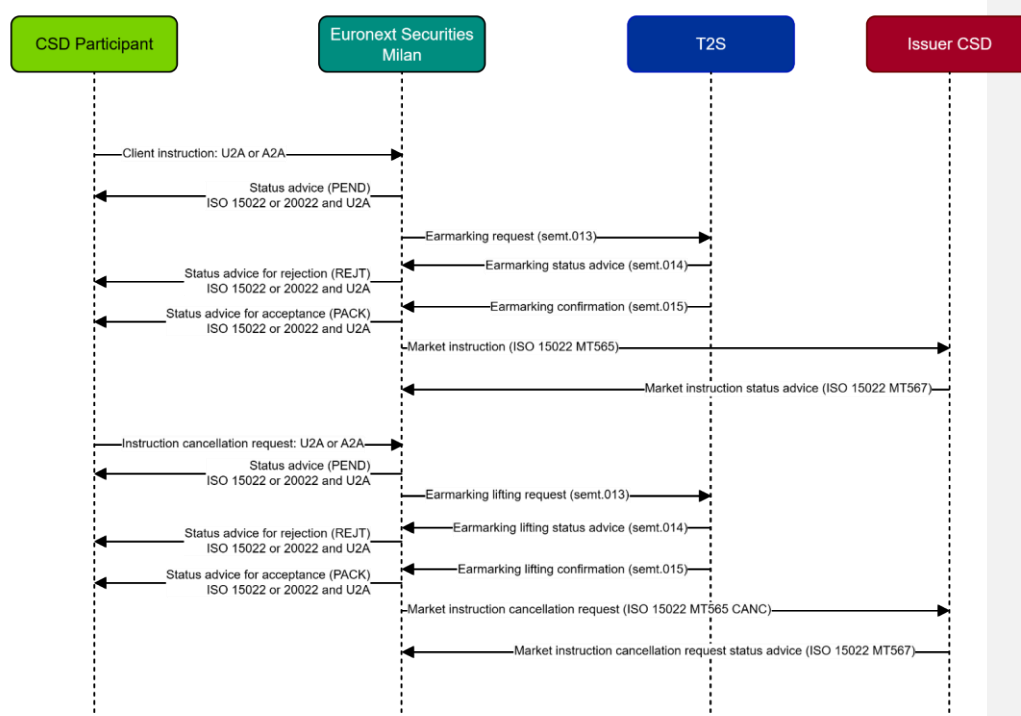 CSD Participant
Euronext Securities
Milan
T2S
Issuer CSD
Client instruction: U2A or A2A
Status advice (PEND)
ISO 15022 or 20022 and U2A
Earmarking request (semt.013)
Earmarking status advice (semt.014)
Status advice for rejection (REJT)
ISO 15022 or 20022 and U2A
Earmarking confirmation (semt.015)
Status advice for acceptance (PACK)
ISO 15022 or 20022 and U2A
Market instruction (ISO 15022 MT565)
Market instruction status advice (ISO 15022 MT567)
Instruction cancellation request: U2A or A2A
Status advice (PEND)
ISO 15022 or 20022 and U2A
Earmarking lifting request (semt.013)
Earmarking lifting status advice (semt.014)
Status advice for rejection (REJT)
ISO 15022 or 20022 and U2A
Earmarking lifting confirmation (semt.015)
Status advice for acceptance (PACK)
ISO 15022 or 20022 and U2A
Market instruction cancellation request (ISO 15022 MT565 CANC)
Market instruction cancellation request status advice (ISO 15022 MT567)